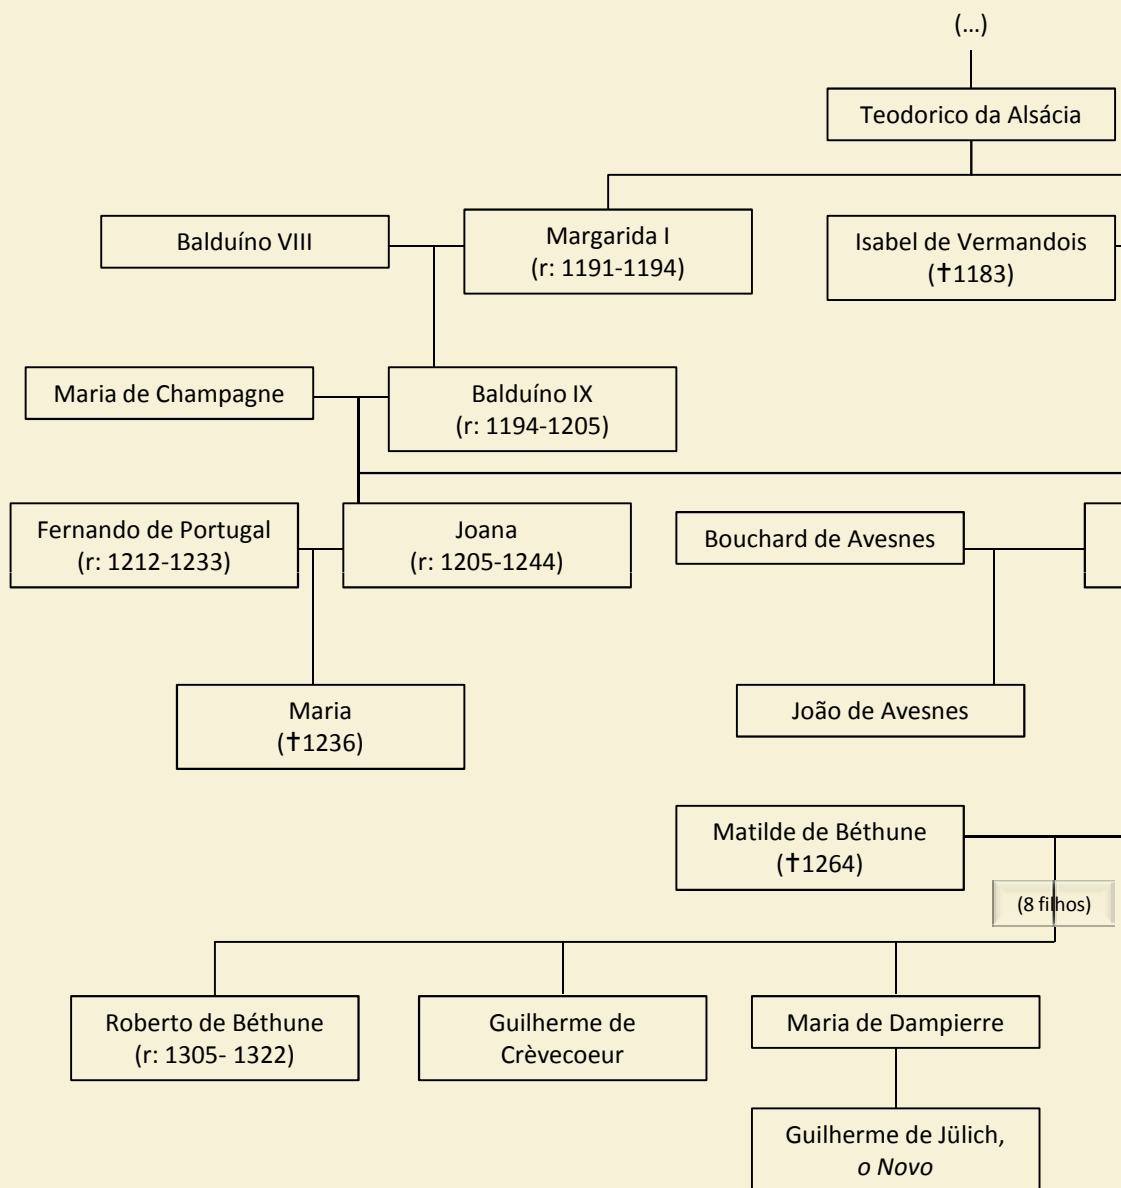 (...)
Teodorico da Alsácia
Balduíno VIII
Margarida I
(r: 1191-1194)
Isabel de Vermandois
(✝1183)
Maria de Champagne
Balduíno IX
(r: 1194-1205)
Fernando de Portugal
(r: 1212-1233)
Joana
(r: 1205-1244)
Bouchard de Avesnes
Maria
(✝1236)
João de Avesnes
Matilde de Béthune
(✝1264)
(8 filhos)
Roberto de Béthune
(r: 1305- 1322)
Guilherme de
Crèvecoeur
Maria de Dampierre
Guilherme de Jülich,
o Novo